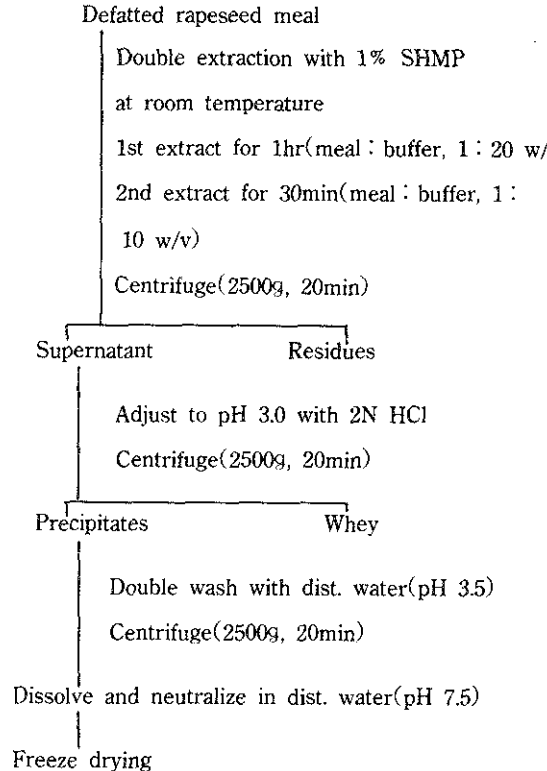 Defatted rapeseed meal
Double extraction with 1% SHMP
at room temperature
1st extract for 1hr(meal : buffer, 1 : 20 w/
2nd extract for 30min(meal : buffer, 1 :
10 w/v)
Centrifuge(2500g, 20min)
Supernatant Residues
Adjust to pH 3.0 with 2N HCl
Centrifuge(2500g, 20min)
Precipitates Whey
Double wash with dist. water(pH 3.5)
Centrifuge(2500g, 20min)
Dissolve and neutralize in dist. water(pH 7.5)
Freeze drying